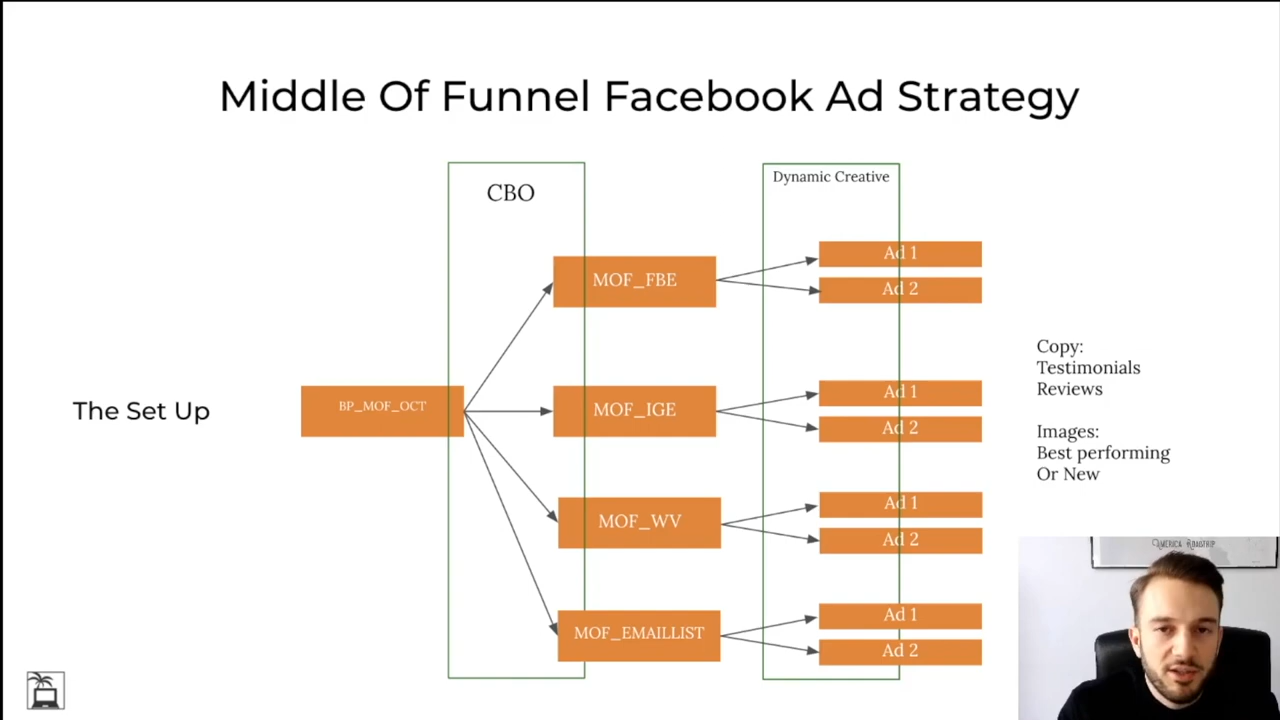 Middle Of Funnel Facebook Ad Strategy
CBO
Dynamic Creative
The Set Up
BP_MOF_OCT
MOF_FBE
Ad 1
Ad 2
MOF_IGE
Ad 1
Ad 2
MOF_WV
Ad 1
Ad 2
MOF_EMAILLIST
Ad 1
Ad 2
Copy:
Testimonials
Reviews
Images:
Best performing
Or New
America Roadtrip